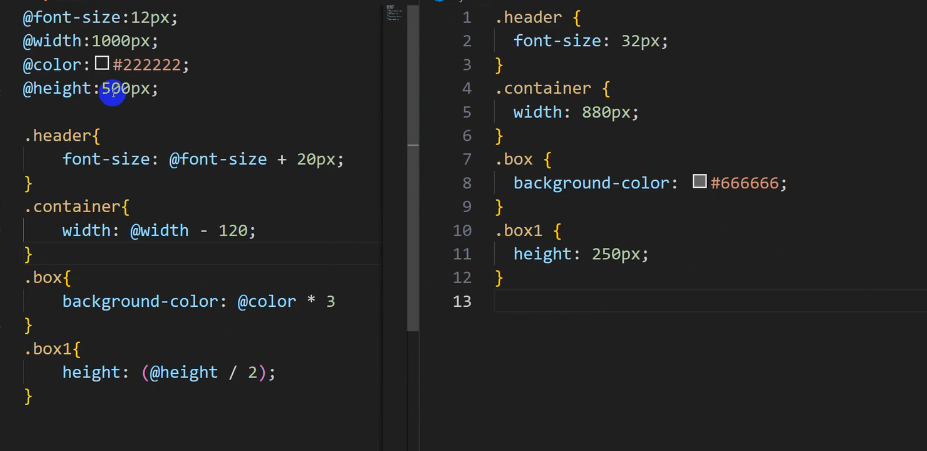 @font-size:12px;
@width:1000px;
@color:#222222;
@height:500px;
.header{
font-size: @font-size + 20px;
}
.container{
width: @width - 120;
}
.box{
background-color: @color * 3
}
.box1{
height: (@height / 2);
}
1 .header {
2 font-size: 32px;
3 }
4 .container {
5 width: 880px;
6 }
7 .box {
8 background-color: #666666;
9 }
10 .box1 {
11 height: 250px;
12 }
13